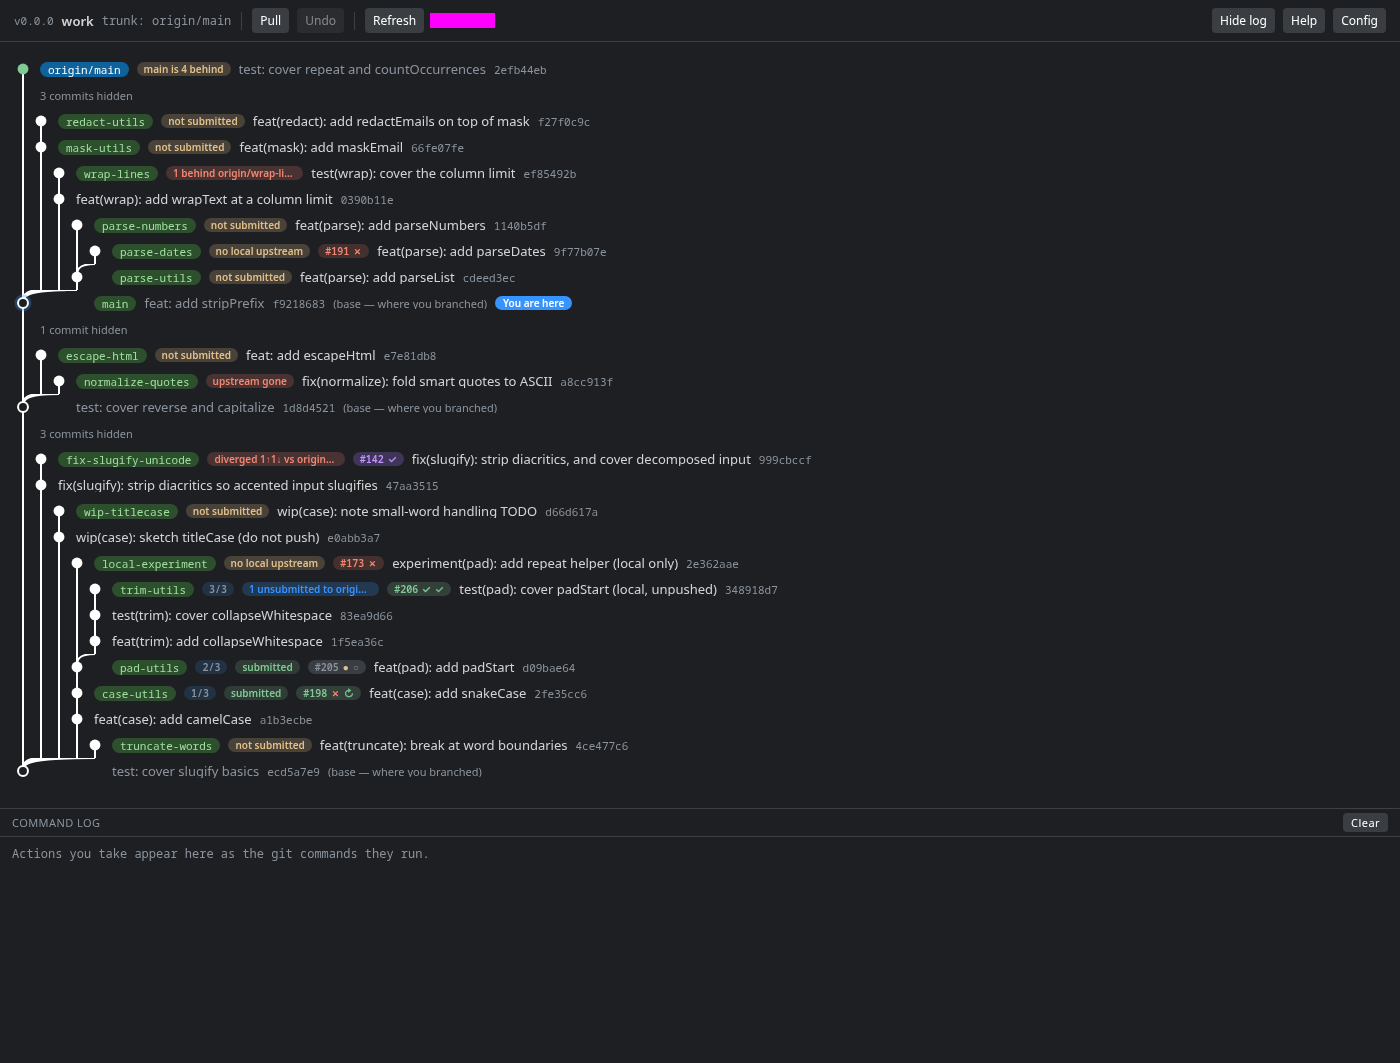 v0.0.0 work trunk: origin/main Pull Undo Refresh Hide log Help Config
origin/main main is 4 behind test: cover repeat and countOccurrences 2efb44eb
3 commits hidden
redact-utils not submitted feat(redact): add redactEmails on top of mask f27f0c9c
mask-utils not submitted feat(mask): add maskEmail 66fe07fe
wrap-lines 1 behind origin/wrap-li... test(wrap): cover the column limit ef85492b
feat(wrap): add wrapText at a column limit 0390b11e
parse-numbers not submitted feat(parse): add parseNumbers 1140b5df
parse-dates no local upstream #191 × feat(parse): add parseDates 9f77b07e
parse-utils not submitted feat(parse): add parseList cdeed3ec
main feat: add stripPrefix f9218683 (base — where you branched) You are here
1 commit hidden
escape-html not submitted feat: add escapeHtml e7e81db8
normalize-quotes upstream gone fix(normalize): fold smart quotes to ASCII a8cc913f
test: cover reverse and capitalize 1d8d4521 (base — where you branched)
3 commits hidden
fix-slugify-unicode diverged 1↑1↓ vs origin... #142 ✓ fix(slugify): strip diacritics, and cover decomposed input 999cbccf
fix(slugify): strip diacritics so accented input slugifies 47aa3515
wip-titlecase not submitted wip(case): note small-word handling TODO d66d617a
wip(case): sketch titleCase (do not push) e0abb3a7
local-experiment no local upstream #173 × experiment(pad): add repeat helper (local only) 2e362aae
trim-utils 3/3 1 unsubmitted to origi... #206 ✓ ✓ test(pad): cover padStart (local, unpushed) 348918d7
test(trim): cover collapseWhitespace 83ea9d66
feat(trim): add collapseWhitespace 1f5ea36c
pad-utils 2/3 submitted #205 ● ○ feat(pad): add padStart d09bae64
case-utils 1/3 submitted #198 × ↻ feat(case): add snakeCase 2fe35cc6
feat(case): add camelCase a1b3ecbe
truncate-words not submitted feat(truncate): break at word boundaries 4ce477c6
test: cover slugify basics ecd5a7e9 (base — where you branched)
COMMAND LOG Clear
Actions you take appear here as the git commands they run.